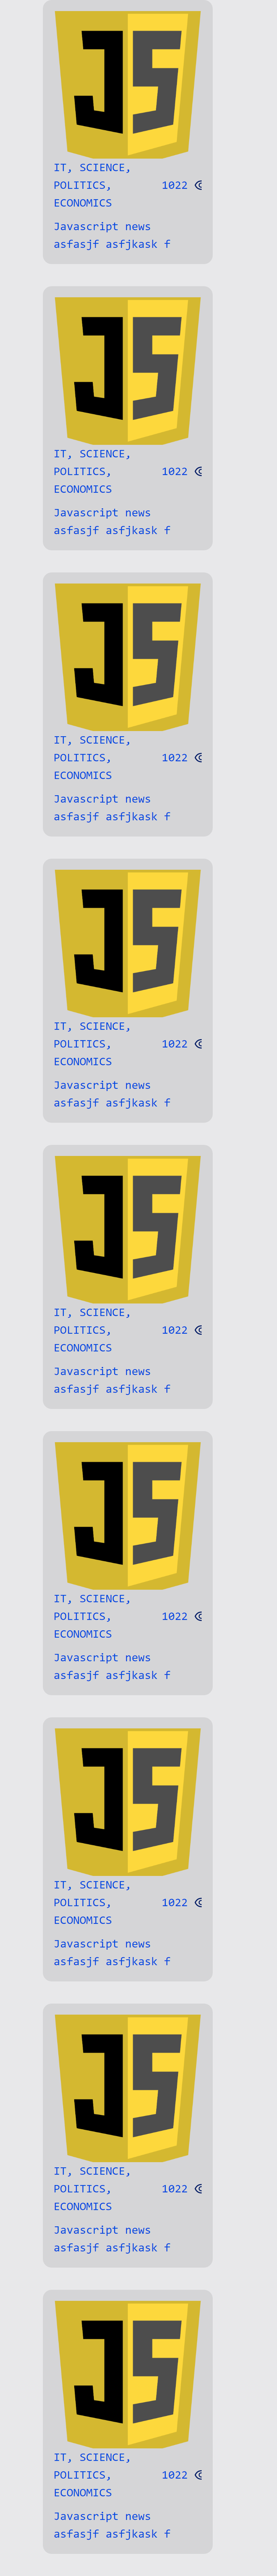 JS
IT, SCIENCE,
POLITICS, 1022
ECONOMICS
Javascript news
asfasjf asfjkask f
JS
IT, SCIENCE,
POLITICS, 1022
ECONOMICS
Javascript news
asfasjf asfjkask f
JS
IT, SCIENCE,
POLITICS, 1022
ECONOMICS
Javascript news
asfasjf asfjkask f
JS
IT, SCIENCE,
POLITICS, 1022
ECONOMICS
Javascript news
asfasjf asfjkask f
JS
IT, SCIENCE,
POLITICS, 1022
ECONOMICS
Javascript news
asfasjf asfjkask f
JS
IT, SCIENCE,
POLITICS, 1022
ECONOMICS
Javascript news
asfasjf asfjkask f
JS
IT, SCIENCE,
POLITICS, 1022
ECONOMICS
Javascript news
asfasjf asfjkask f
JS
IT, SCIENCE,
POLITICS, 1022
ECONOMICS
Javascript news
asfasjf asfjkask f
JS
IT, SCIENCE,
POLITICS, 1022
ECONOMICS
Javascript news
asfasjf asfjkask f